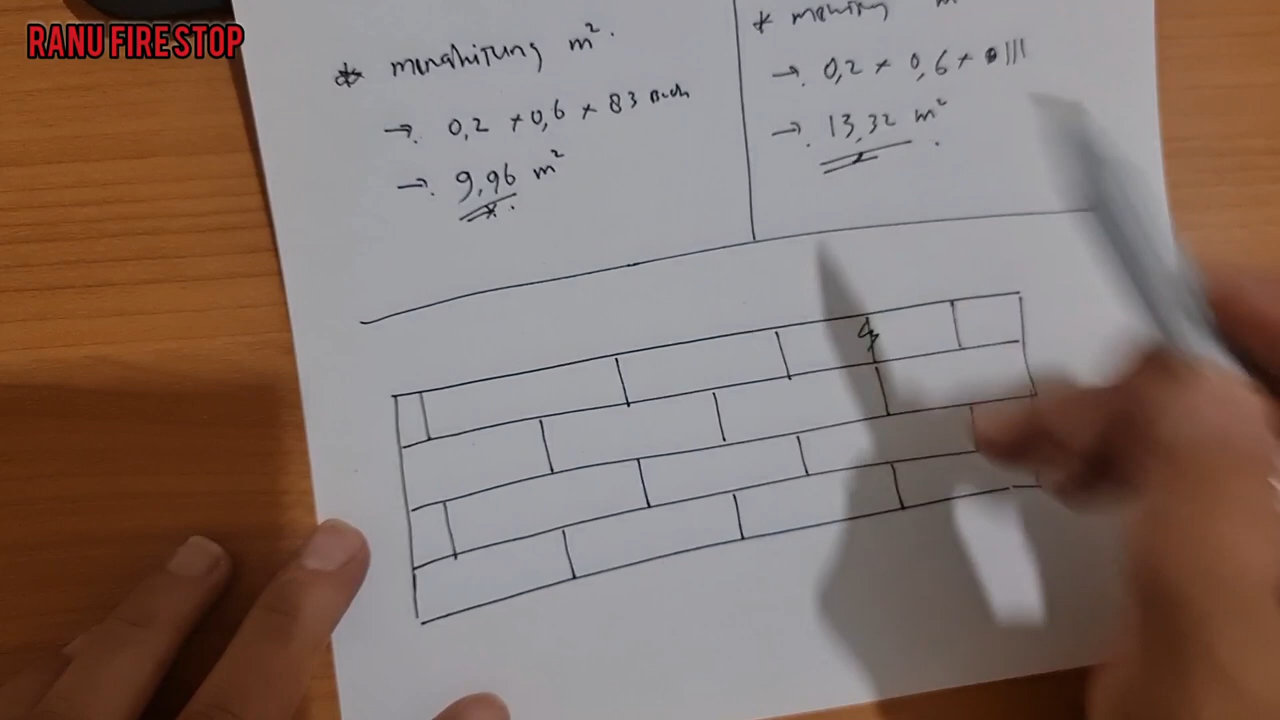 RANU FIRE STOP
* menghitung m².
→. 0,2 × 0,6 × 83 Buah
→. 9,96 m²
* m²
→. 0,2 × 0,6 × 111
→. 13,32 m².